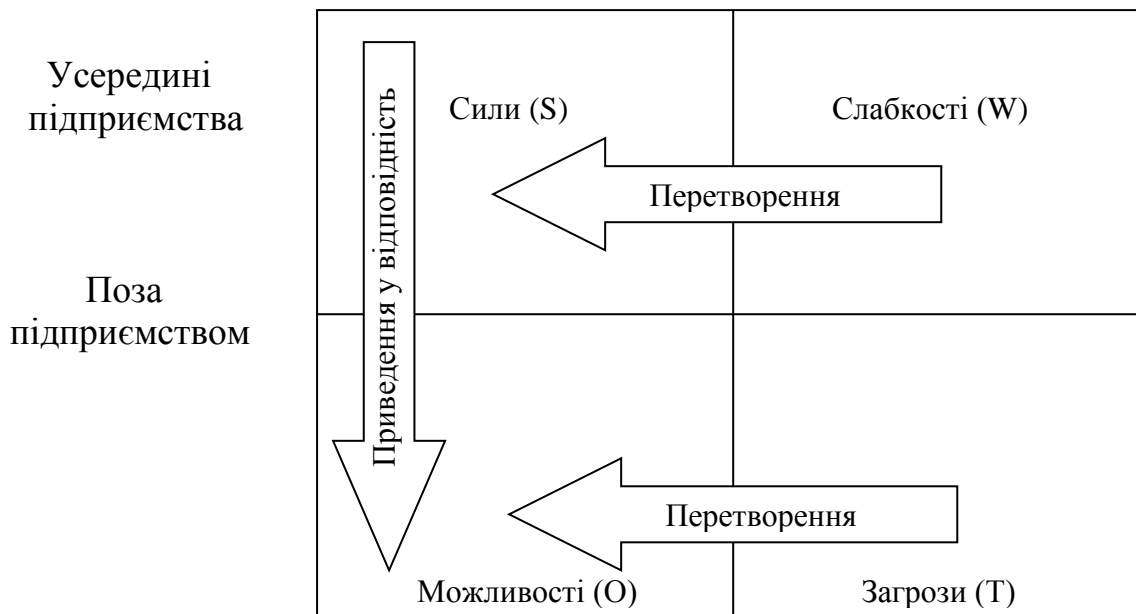 Усередині
підприємства
Сили (S)
Слабкості (W)
Приведення у відповідність
Перетворення
Поза
підприємством
Перетворення
Можливості (O)
Загрози (T)